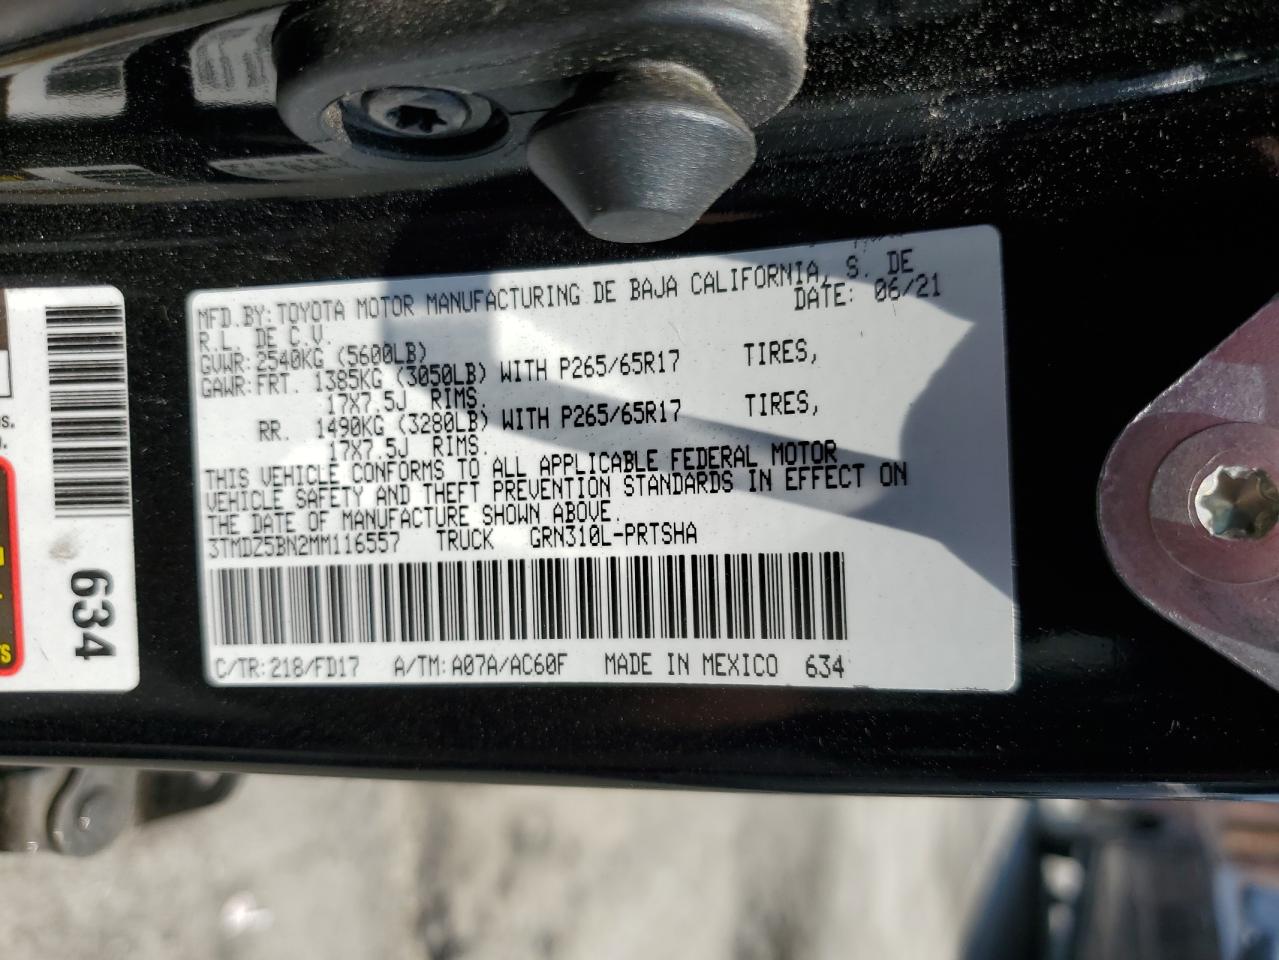 MFD.BY: TOYOTA MOTOR MANUFACTURING DE BAJA CALIFORNIA, S. DE
R.L. DE C.V. DATE: 06/21
GVWR: 2540KG (5600LB)
GAWR: FRT. 1385KG (3050LB) WITH P265/65R17 TIRES,
17X7.5J RIMS.
RR. 1490KG (3280LB) WITH P265/65R17 TIRES,
17X7.5J RIMS.
THIS VEHICLE CONFORMS TO ALL APPLICABLE FEDERAL MOTOR
VEHICLE SAFETY AND THEFT PREVENTION STANDARDS IN EFFECT ON
THE DATE OF MANUFACTURE SHOWN ABOVE.
3TMDZ5BN2MM116557 TRUCK GRN310L-PRTSHA
C/TR: 218/FD17 A/TM: A07A/AC60F MADE IN MEXICO 634
634